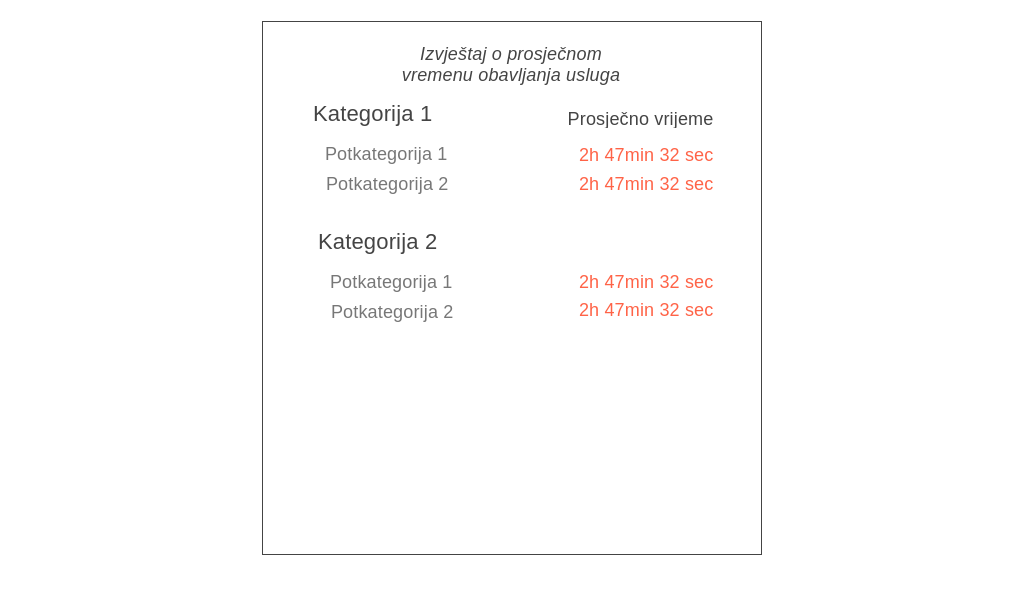 Izvještaj o prosječnom
vremenu obavljanja usluga
Kategorija 1 Prosječno vrijeme
Potkategorija 1 2h 47min 32 sec
Potkategorija 2 2h 47min 32 sec
Kategorija 2
Potkategorija 1 2h 47min 32 sec
Potkategorija 2 2h 47min 32 sec